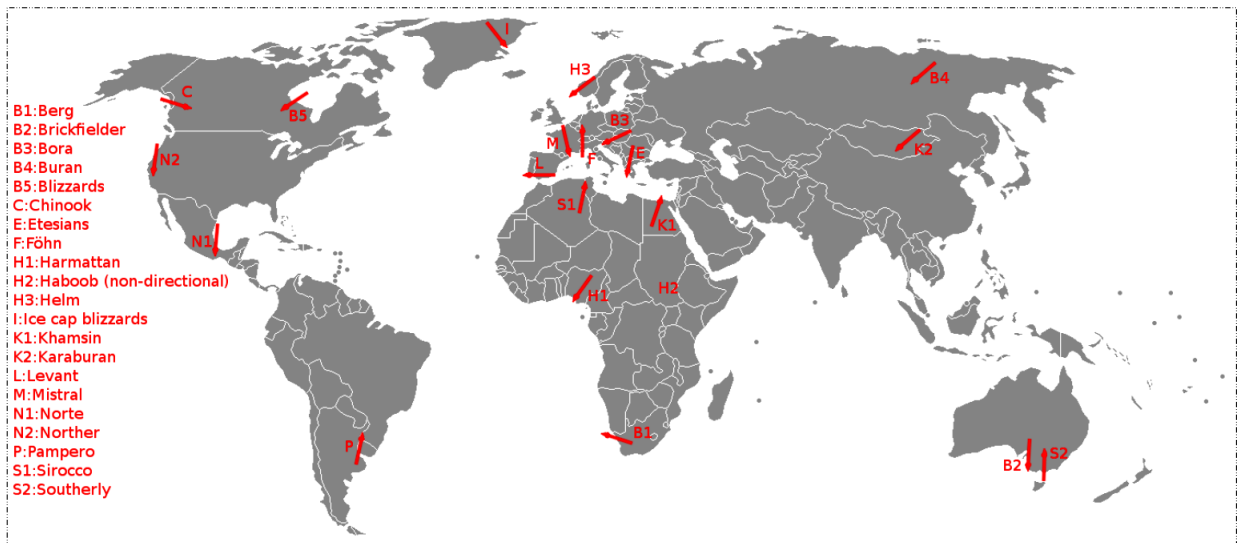 I
H3
B4
C
B5
B1:Berg
B2:Brickfielder
B3:Bora
B4:Buran
B5:Blizzards
C:Chinook
E:Etesians
F:Föhn
H1:Harmattan
H2:Haboob (non-directional)
H3:Helm
I:Ice cap blizzards
K1:Khamsin
K2:Karaburan
L:Levant
M:Mistral
N1:Norte
N2:Norther
P:Pampero
S1:Sirocco
S2:Southerly
B3
M
K2
N2
E
F
L
S1
K1
N1
H2
H1
B1
P
S2
B2